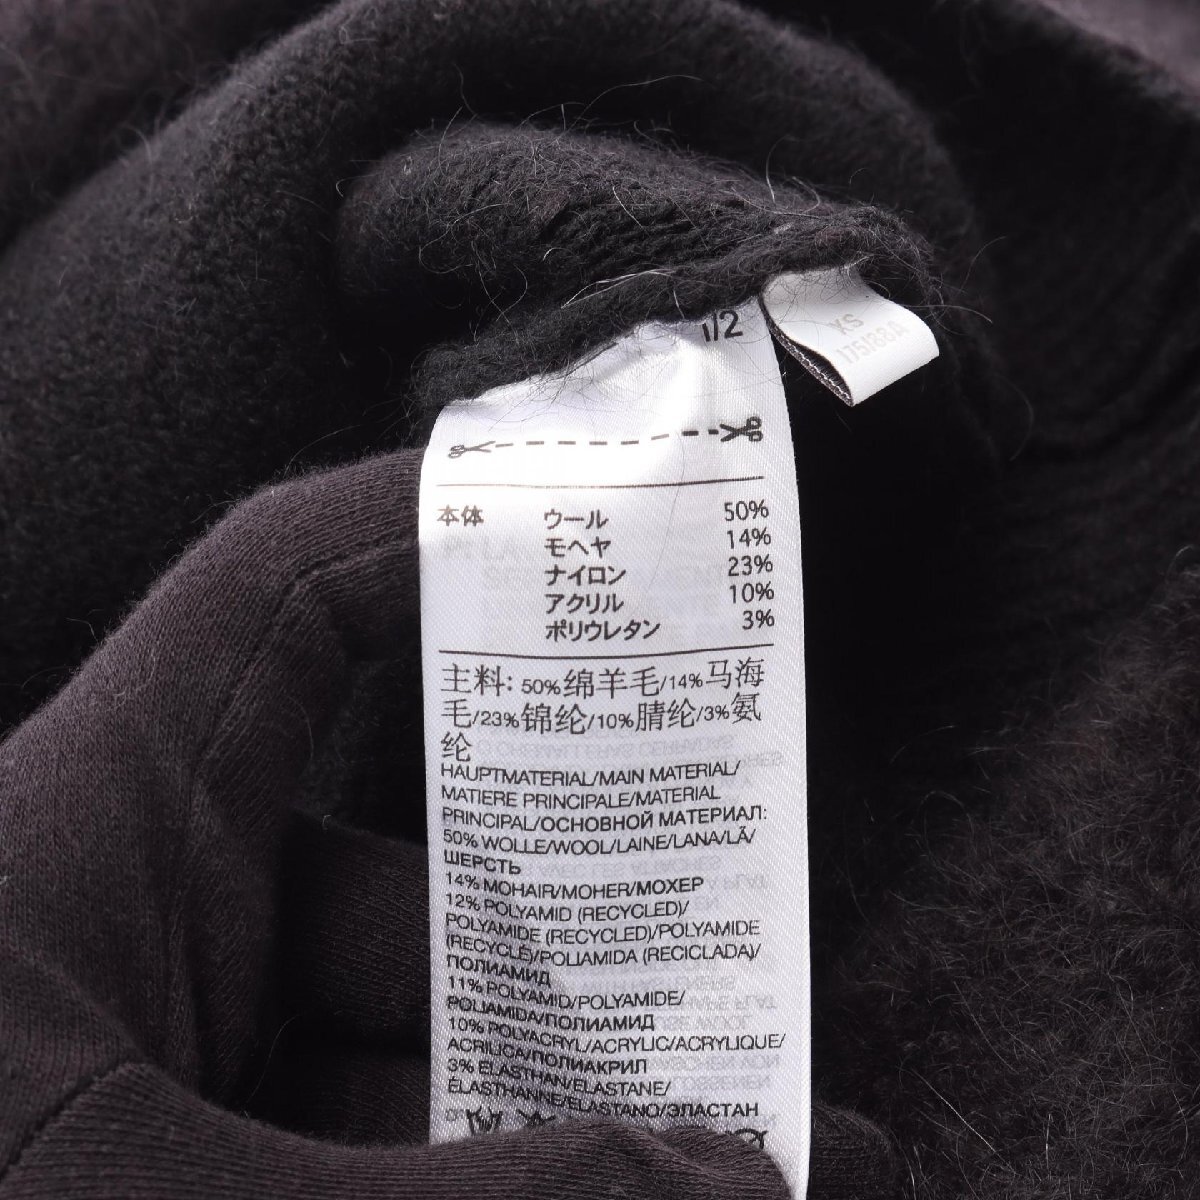 1/2
XS
175/88A
本体 ウール 50%
モヘヤ 14%
ナイロン 23%
アクリル 10%
ポリウレタン 3%
主料: 50%绵羊毛/14%马海
毛/23%锦纶/10%腈纶/3%氨
纶
HAUPTMATERIAL/MAIN MATERIAL/
MATIERE PRINCIPALE/MATERIAL
PRINCIPAL/ОСНОВНОЙ МАТЕРИАЛ:
50% WOLLE/WOOL/LAINE/LANA/LÃ/
ШЕРСТЬ
14% MOHAIR/MOHER/МОХЕР
12% POLYAMID (RECYCLED)/
POLYAMIDE (RECYCLED)/POLYAMIDE
(RECYCLÉ)/POLIAMIDA (RECICLADA)/
ПОЛИАМИД
11% POLYAMID/POLYAMIDE/
POLIAMIDA/ПОЛИАМИД
10% POLYACRYL/ACRYLIC/ACRYLIQUE/
ACRILICA/ПОЛИАКРИЛ
3% ELASTHAN/ELASTANE/
ÉLASTHANNE/ELASTANO/ЭЛАСТАН